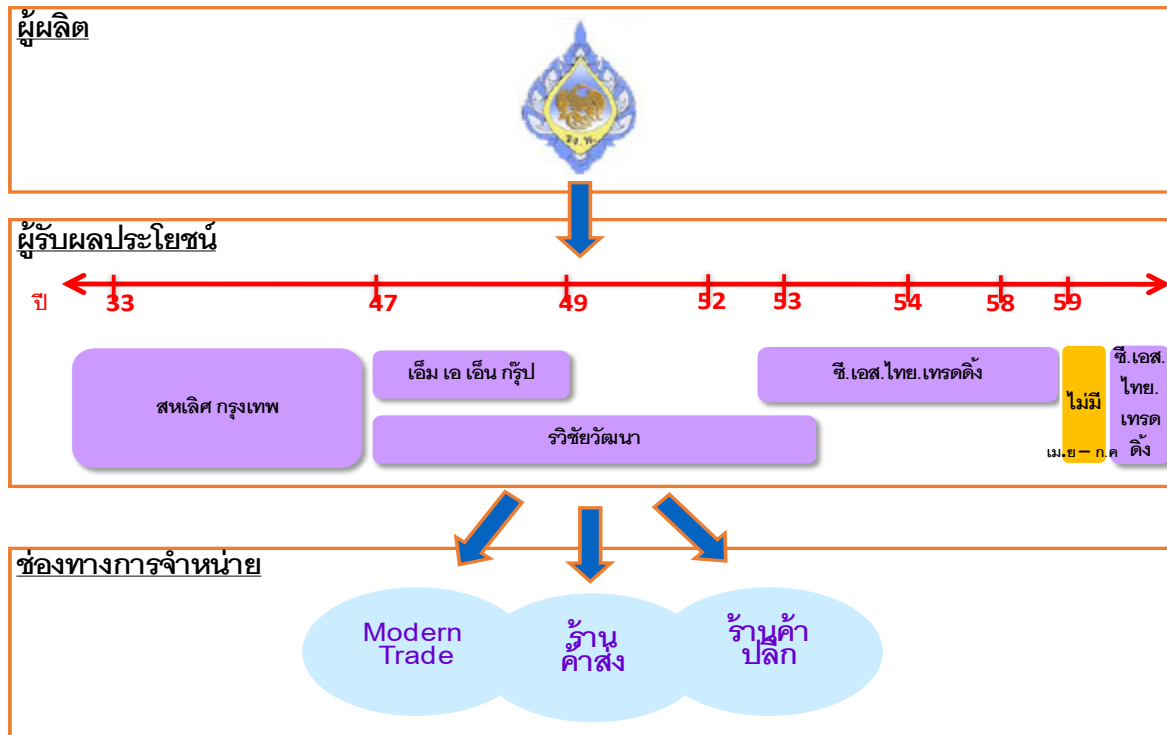 ผู้ผลิต
ผู้รับผลประโยชน์
ปี 33 47 49 52 53 54 58 59
สหเลิศ กรุงเทพ
เอ็ม เอ เอ็น กรุ๊ป
รวิชัยวัฒนา
ซี.เอส.ไทย.เทรดดิ้ง
ไม่มี
เม.ย – ก.ค
ซี.เอส.
ไทย.
เทรด
ดิ้ง
ช่องทางการจำหน่าย
Modern
Trade
ร้าน
ค้าส่ง
ร้านค้า
ปลีก